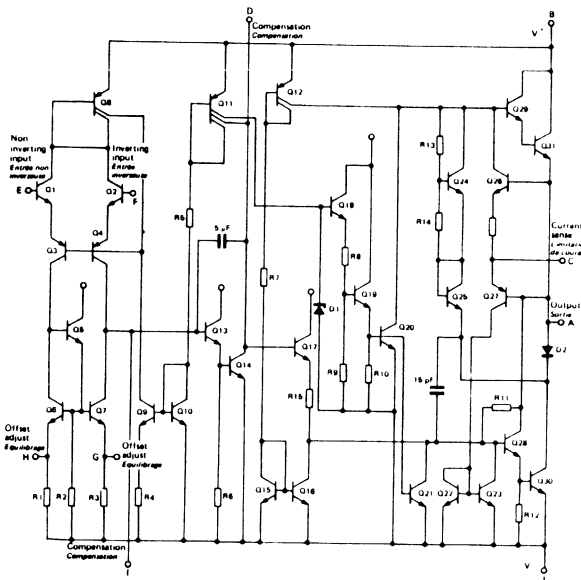 D
Compensation
Compensation
B
V+
Q8
Q11
Q12
Q29
Q31
Non
inverting
input
Entrée non
inverseuse
Inverting
input
Entrée
inverseuse
E
Q1
Q2
F
R13
Q24
Q26
Q18
R5
R14
Q3
Q4
5 µF
R7
R8
Current
sense
C
Q25
Q27
Output
Sortie
A
Q5
Q13
Q14
Q17
D1
Q19
Q20
D2
R9
R10
15 pF
R11
R15
Q6
Q7
Q9
Q10
Q28
Offset
adjust
Equilibrage
H
G
Offset
adjust
Equilibrage
Q15
Q16
Q21
Q22
Q23
Q30
R1
R2
R3
R4
R6
R12
Compensation
Compensation
I
V